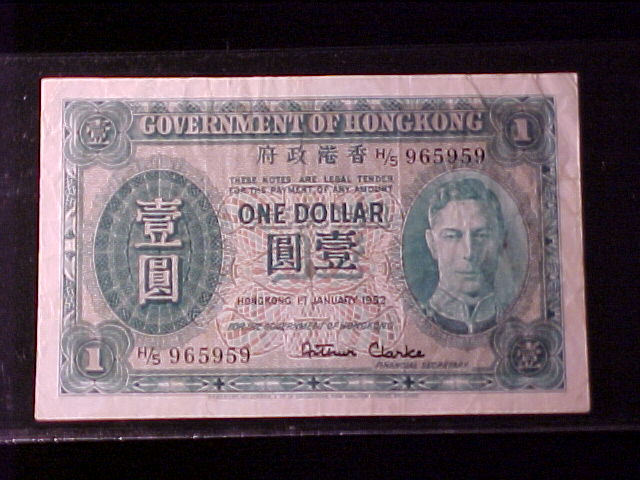 GOVERNMENT OF HONGKONG
1
府政港香 H/5 965959
THESE NOTES ARE LEGAL TENDER
FOR THE PAYMENT OF ANY AMOUNT
ONE DOLLAR
圓壹
壹圓
HONGKONG 1ST JANUARY 1952
FOR THE GOVERNMENT OF HONGKONG
1
H/5 965959
Arthur Clarke
FINANCIAL SECRETARY